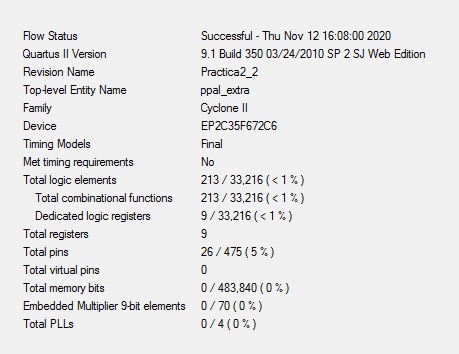 Flow Status Successful - Thu Nov 12 16:08:00 2020
Quartus II Version 9.1 Build 350 03/24/2010 SP 2 SJ Web Edition
Revision Name Practica2_2
Top-level Entity Name ppal_extra
Family Cyclone II
Device EP2C35F672C6
Timing Models Final
Met timing requirements No
Total logic elements 213 / 33,216 ( < 1 % )
Total combinational functions 213 / 33,216 ( < 1 % )
Dedicated logic registers 9 / 33,216 ( < 1 % )
Total registers 9
Total pins 26 / 475 ( 5 % )
Total virtual pins 0
Total memory bits 0 / 483,840 ( 0 % )
Embedded Multiplier 9-bit elements 0 / 70 ( 0 % )
Total PLLs 0 / 4 ( 0 % )